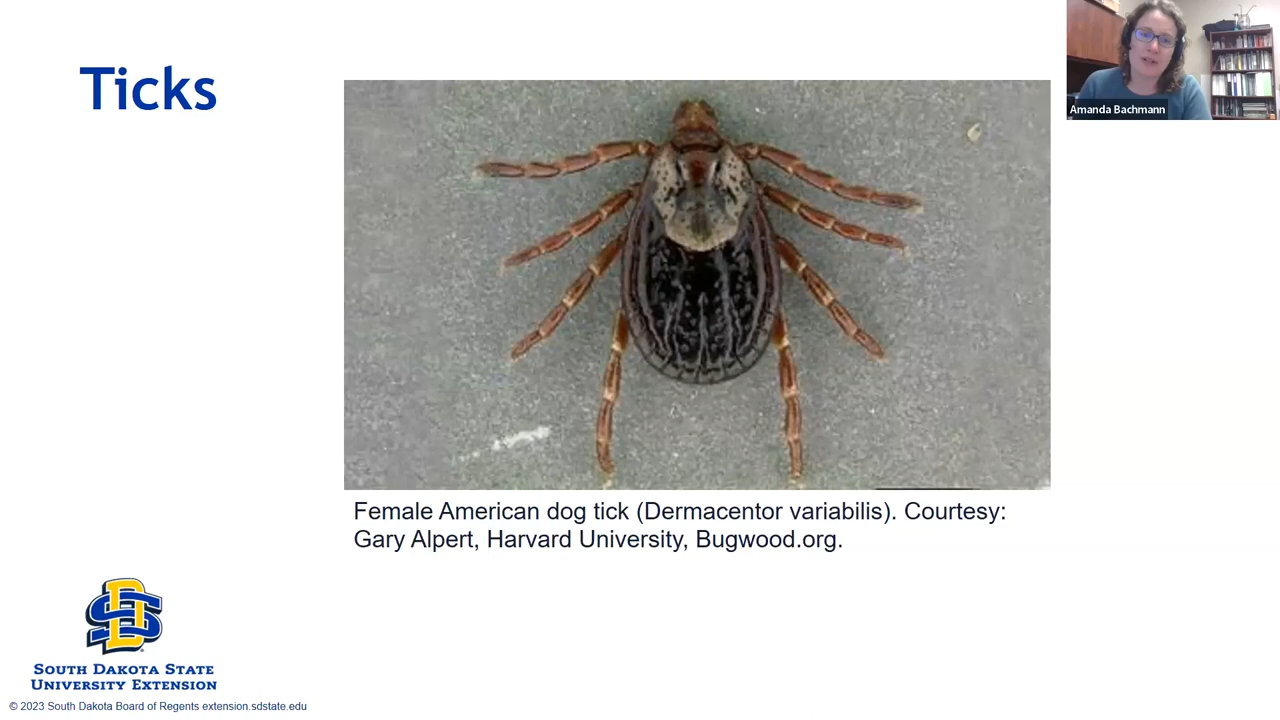 Ticks
Amanda Bachmann
Female American dog tick (Dermacentor variabilis). Courtesy:
Gary Alpert, Harvard University, Bugwood.org.
SD
SOUTH DAKOTA STATE
UNIVERSITY EXTENSION
© 2023 South Dakota Board of Regents extension.sdstate.edu